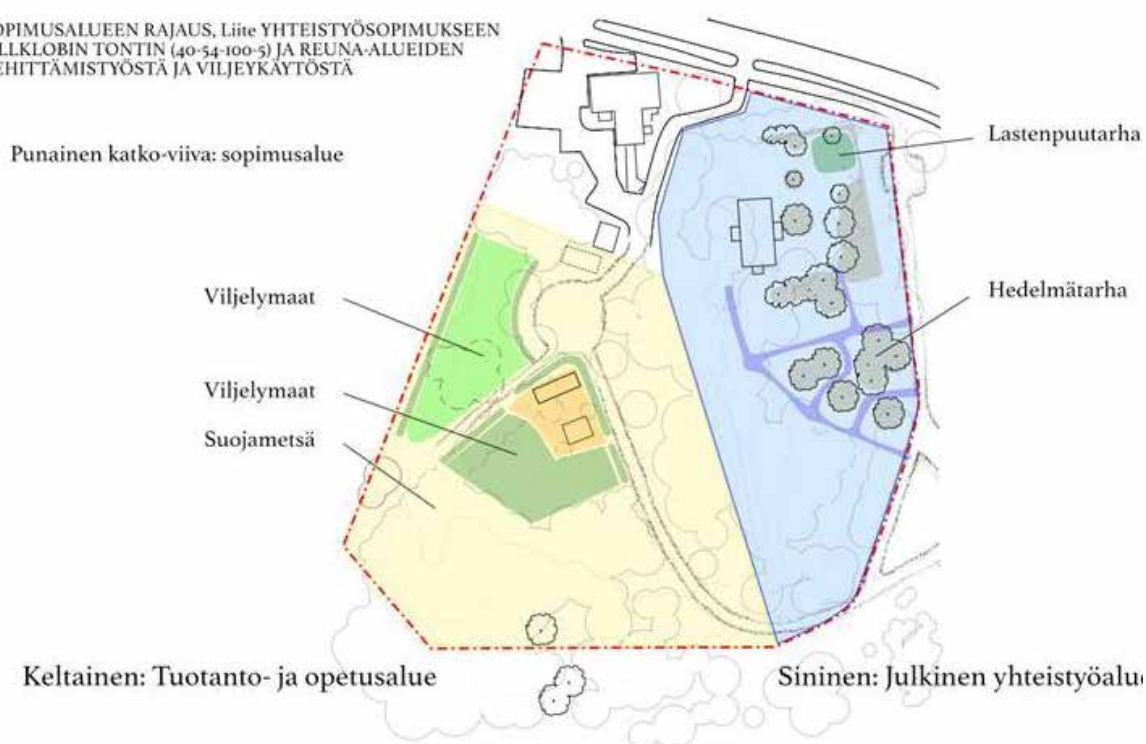 OPIMUSALUEEN RAJAUS, Liite YHTEISTYÖSOPIMUKSEEN
LLKLOBIN TONTIN (40-54-100-5) JA REUNA-ALUEIDEN
EHITTÄMISTYÖSTÄ JA VILJEYKÄYTÖSTÄ
Punainen katko-viiva: sopimusalue
Lastenpuutarha
Viljelymaat
Hedelmätarha
Viljelymaat
Suojametsä
Keltainen: Tuotanto- ja opetusalue
Sininen: Julkinen yhteistyöalue